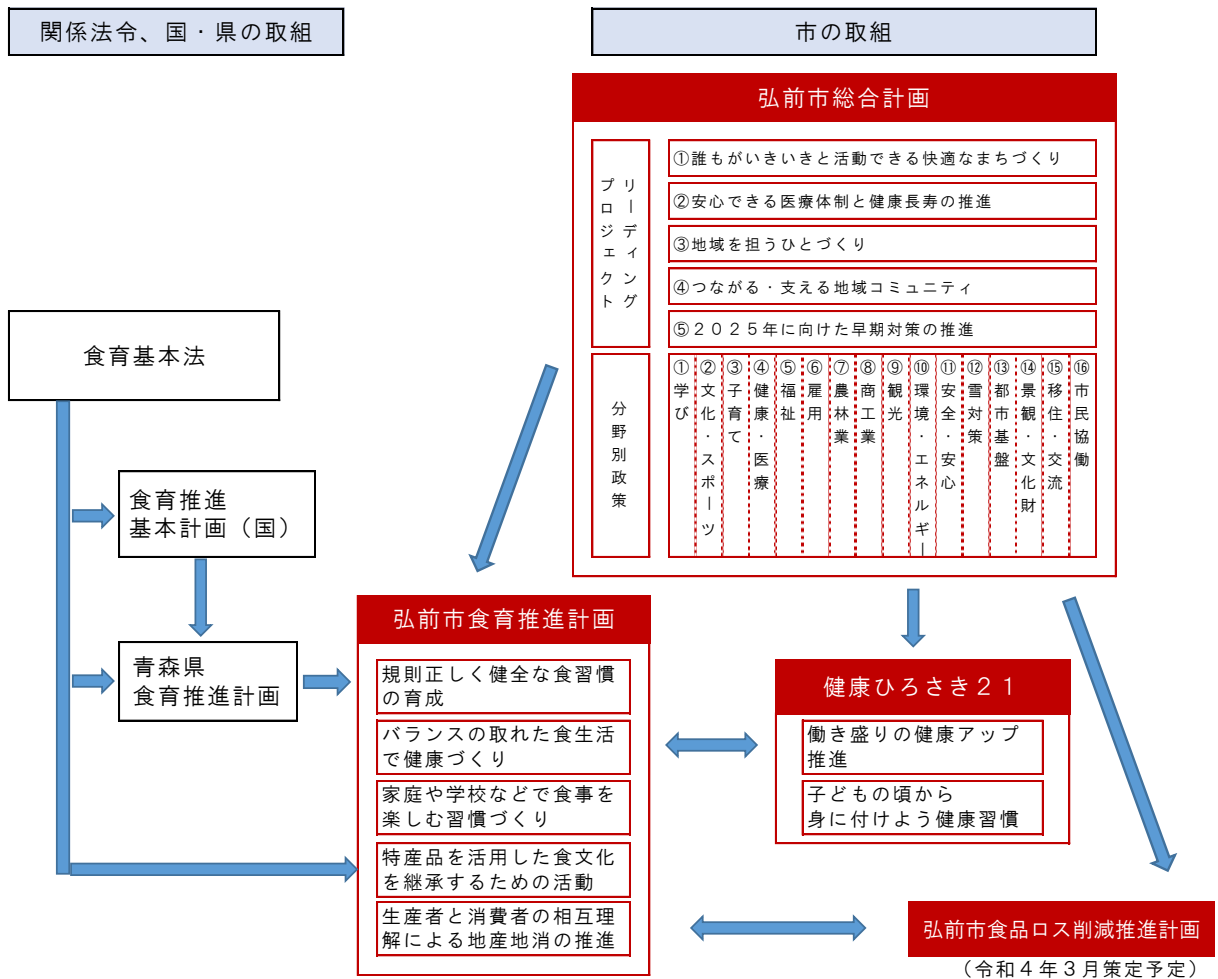 関係法令、国・県の取組
市の取組
弘前市総合計画
リーディング
プロジェクト
①誰もがいきいきと活動できる快適なまちづくり
②安心できる医療体制と健康長寿の推進
③地域を担うひとづくり
④つながる・支える地域コミュニティ
⑤２０２５年に向けた早期対策の推進
分野別政策
①学び
②文化・スポーツ
③子育て
④健康・医療
⑤福祉
⑥雇用
⑦農林業
⑧商工業
⑨観光
⑩環境・エネルギー
⑪安全・安心
⑫雪対策
⑬都市基盤
⑭景観・文化財
⑮移住・交流
⑯市民協働
食育基本法
食育推進
基本計画（国）
青森県
食育推進計画
弘前市食育推進計画
規則正しく健全な食習慣
の育成
バランスの取れた食生活
で健康づくり
家庭や学校などで食事を
楽しむ習慣づくり
特産品を活用した食文化
を継承するための活動
生産者と消費者の相互理
解による地産地消の推進
健康ひろさき２１
働き盛りの健康アップ
推進
子どもの頃から
身に付けよう健康習慣
弘前市食品ロス削減推進計画
（令和４年３月策定予定）